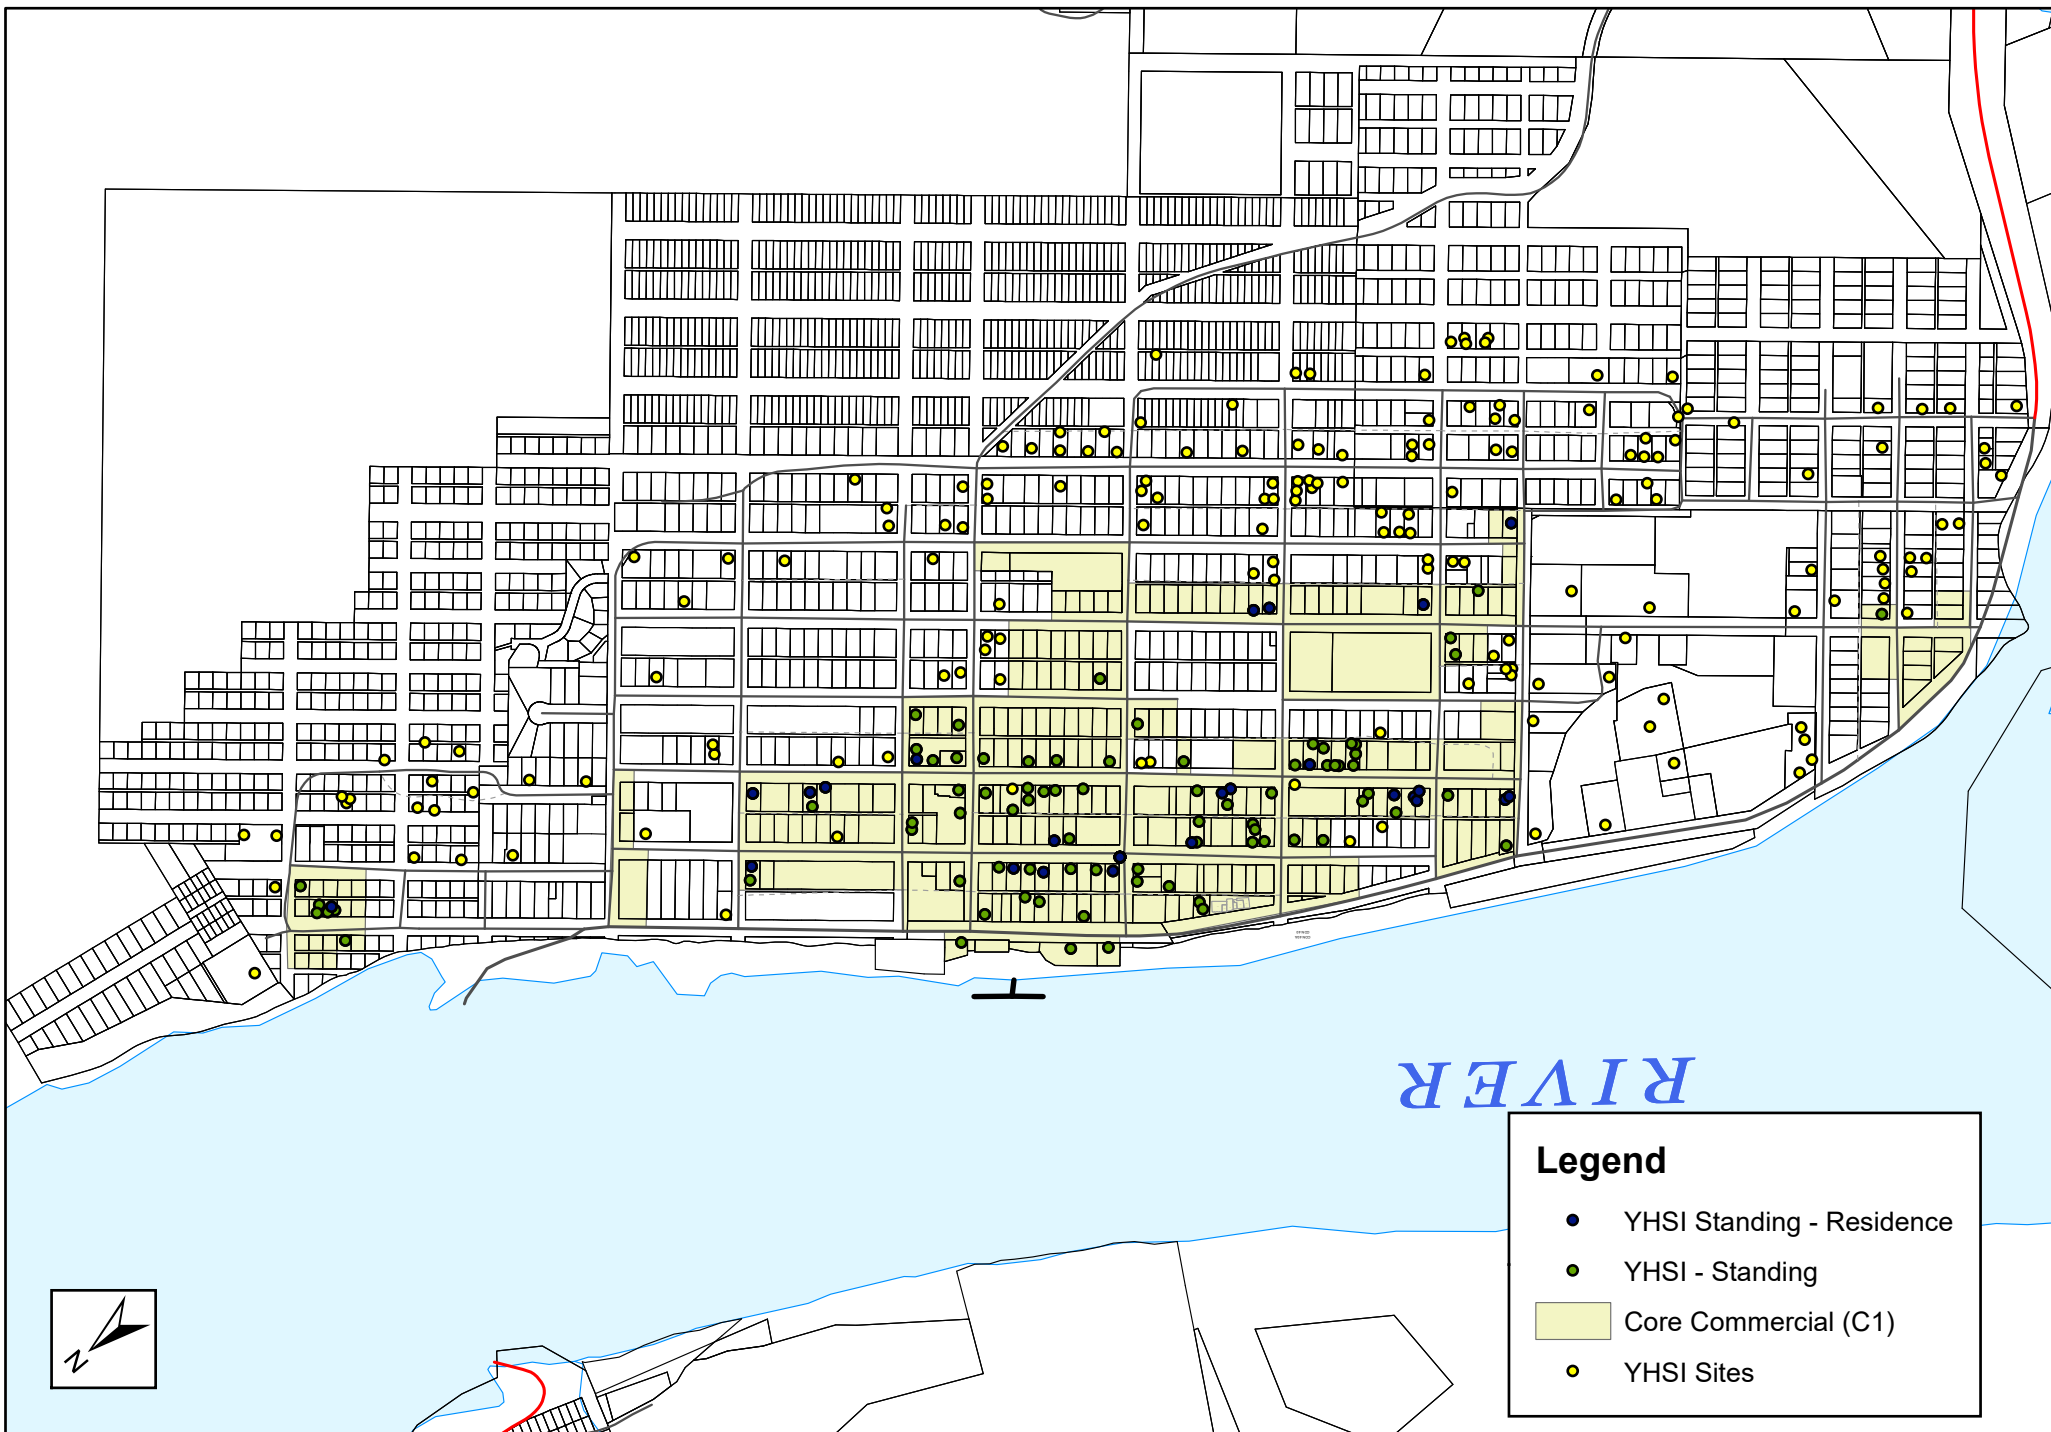 RIVER
Legend
YHSI Standing - Residence
YHSI - Standing
Core Commercial (C1)
YHSI Sites
N